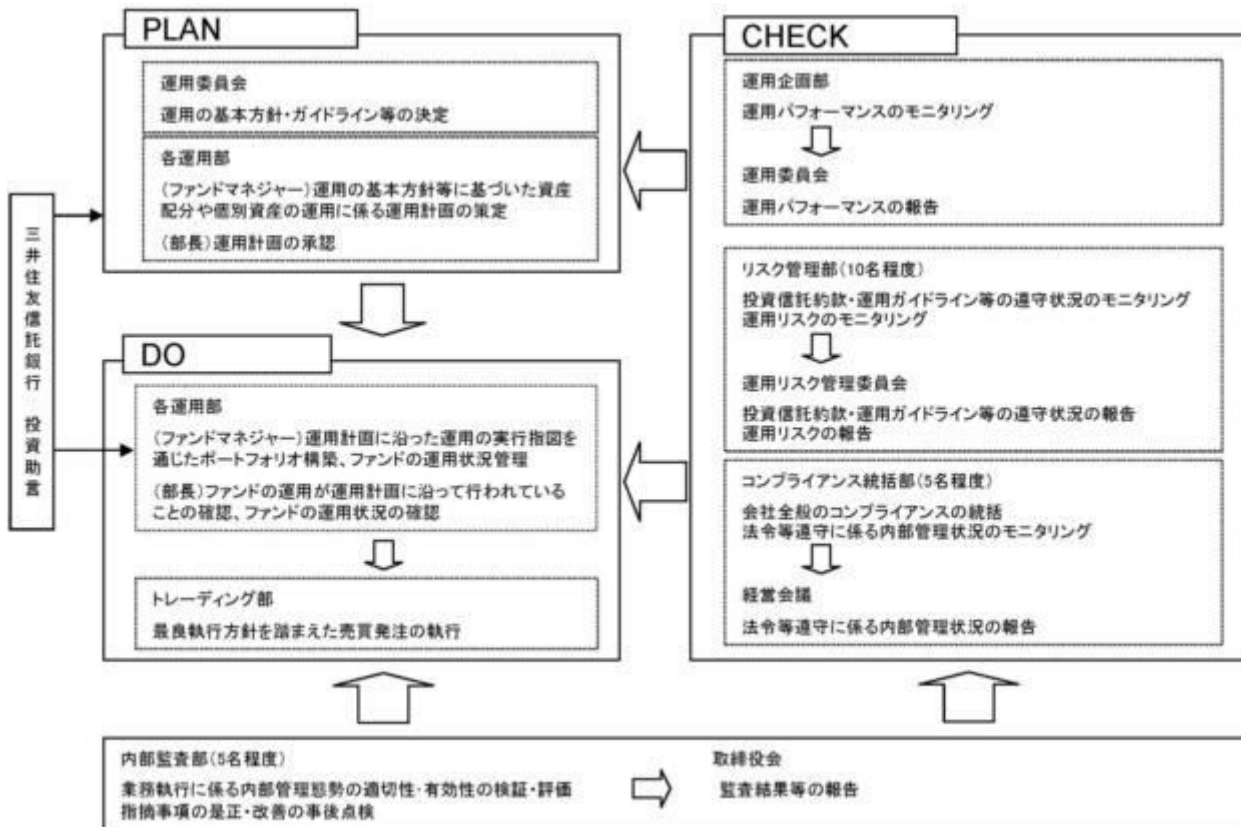 PLAN
運用委員会
運用の基本方針・ガイドライン等の決定
各運用部
(ファンドマネジャー)運用の基本方針等に基づいた資産
配分や個別資産の運用に係る運用計画の策定
(部長)運用計画の承認
三井住友信託銀行 投資助言
DO
各運用部
(ファンドマネジャー)運用計画に沿った運用の実行指図を
通じたポートフォリオ構築、ファンドの運用状況管理
(部長)ファンドの運用が運用計画に沿って行われている
ことの確認、ファンドの運用状況の確認
トレーディング部
最良執行方針を踏まえた売買発注の執行
CHECK
運用企画部
運用パフォーマンスのモニタリング
運用委員会
運用パフォーマンスの報告
リスク管理部(10名程度)
投資信託約款・運用ガイドライン等の遵守状況のモニタリング
運用リスクのモニタリング
運用リスク管理委員会
投資信託約款・運用ガイドライン等の遵守状況の報告
運用リスクの報告
コンプライアンス統括部(5名程度)
会社全般のコンプライアンスの統括
法令等遵守に係る内部管理状況のモニタリング
経営会議
法令等遵守に係る内部管理状況の報告
内部監査部(5名程度)
業務執行に係る内部管理態勢の適切性・有効性の検証・評価
指摘事項の是正・改善の事後点検
取締役会
監査結果等の報告